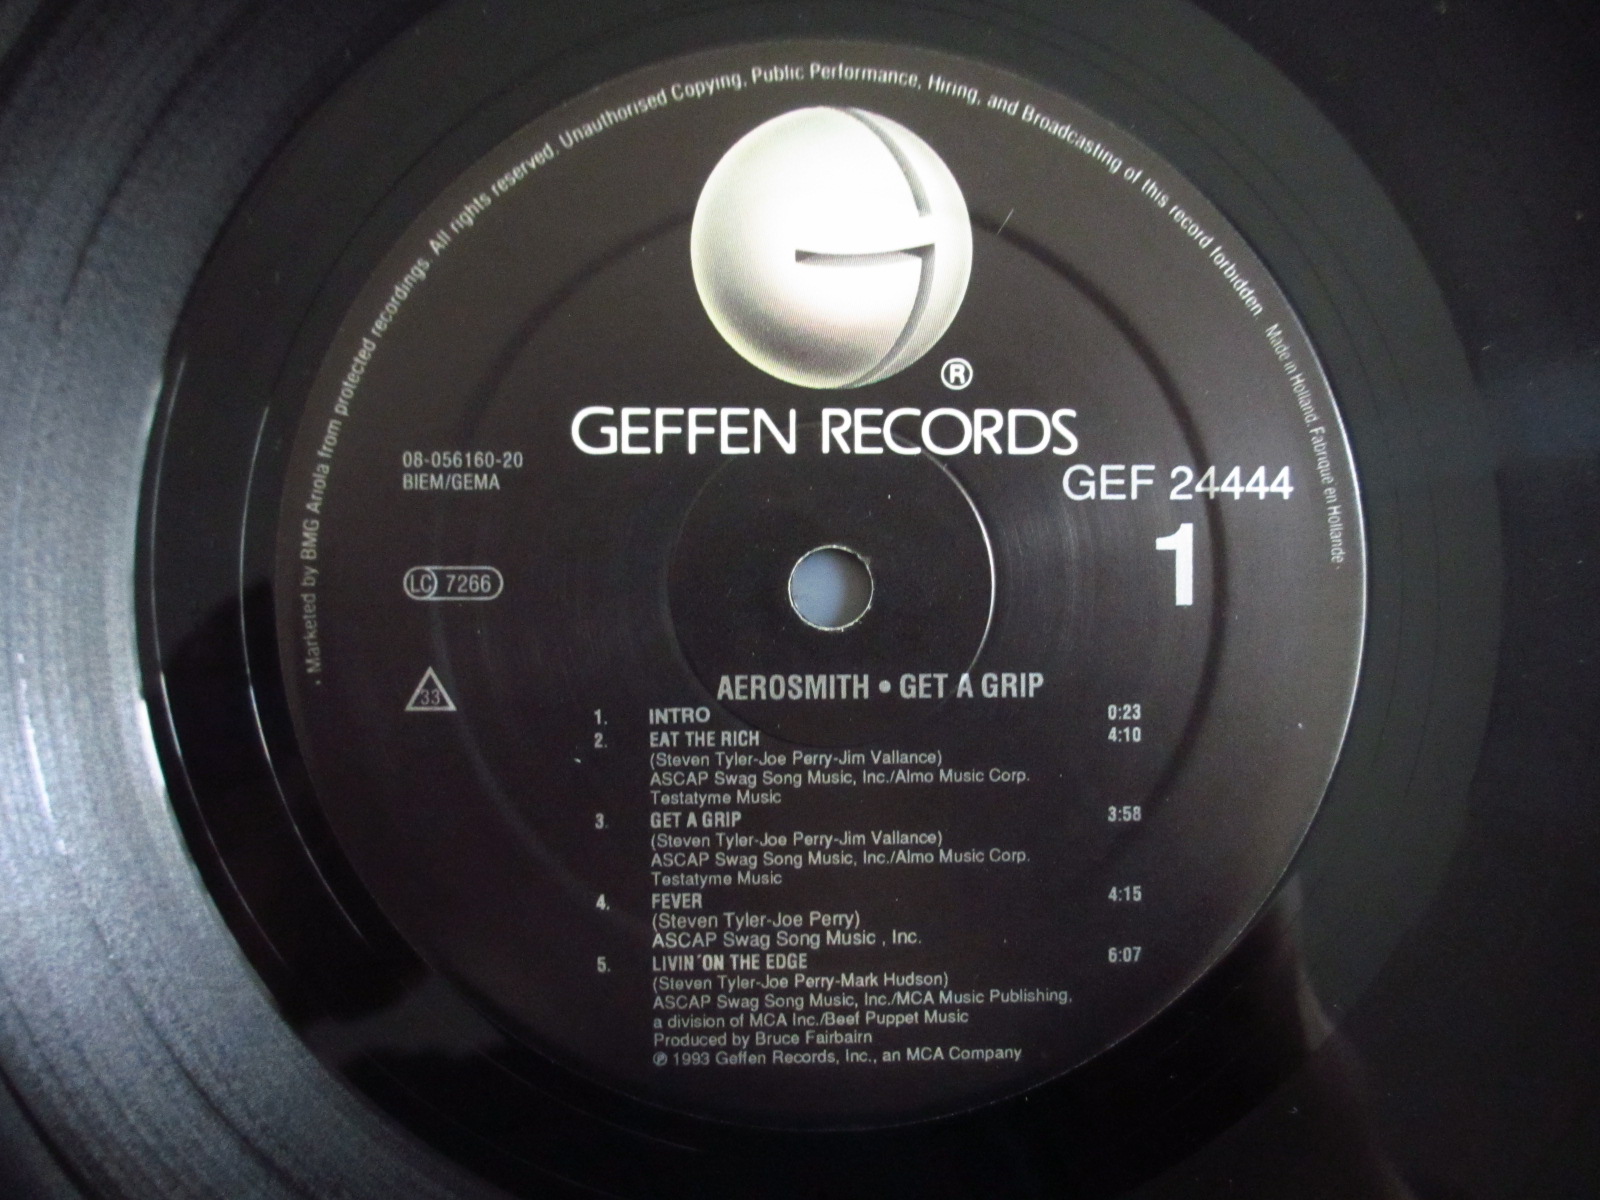 . Marketed by BMG Ariola from protected recordings. All rights reserved. Unauthorised Copying, Public Performance, Hiring, and Broadcasting of this record forbidden. Made in Holland. Fabriqué en Hollande.
®
GEFFEN RECORDS
08-056160-20
BIEM/GEMA
GEF 24444
1
LC 7266
33
AEROSMITH • GET A GRIP
1. INTRO 0:23
2. EAT THE RICH 4:10
(Steven Tyler-Joe Perry-Jim Vallance)
ASCAP Swag Song Music, Inc./Almo Music Corp.
Testatyme Music
3. GET A GRIP 3:58
(Steven Tyler-Joe Perry-Jim Vallance)
ASCAP Swag Song Music, Inc./Almo Music Corp.
Testatyme Music
4. FEVER 4:15
(Steven Tyler-Joe Perry)
ASCAP Swag Song Music , Inc.
5. LIVIN´ON THE EDGE 6:07
(Steven Tyler-Joe Perry-Mark Hudson)
ASCAP Swag Song Music, Inc./MCA Music Publishing,
a division of MCA Inc./Beef Puppet Music
Produced by Bruce Fairbairn
℗ 1993 Geffen Records, Inc., an MCA Company